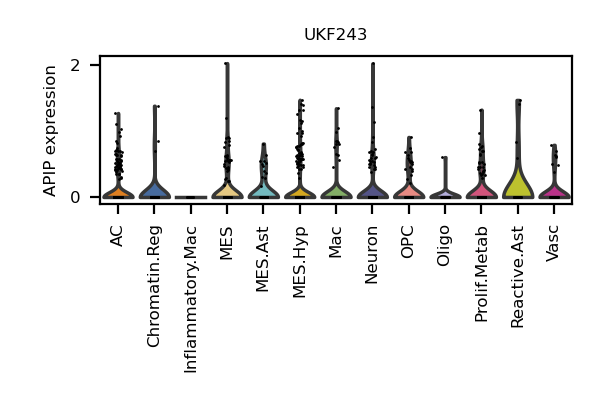 UKF243
APIP expression
2
0
AC
Chromatin.Reg
Inflammatory.Mac
MES
MES.Ast
MES.Hyp
Mac
Neuron
OPC
Oligo
Prolif.Metab
Reactive.Ast
Vasc